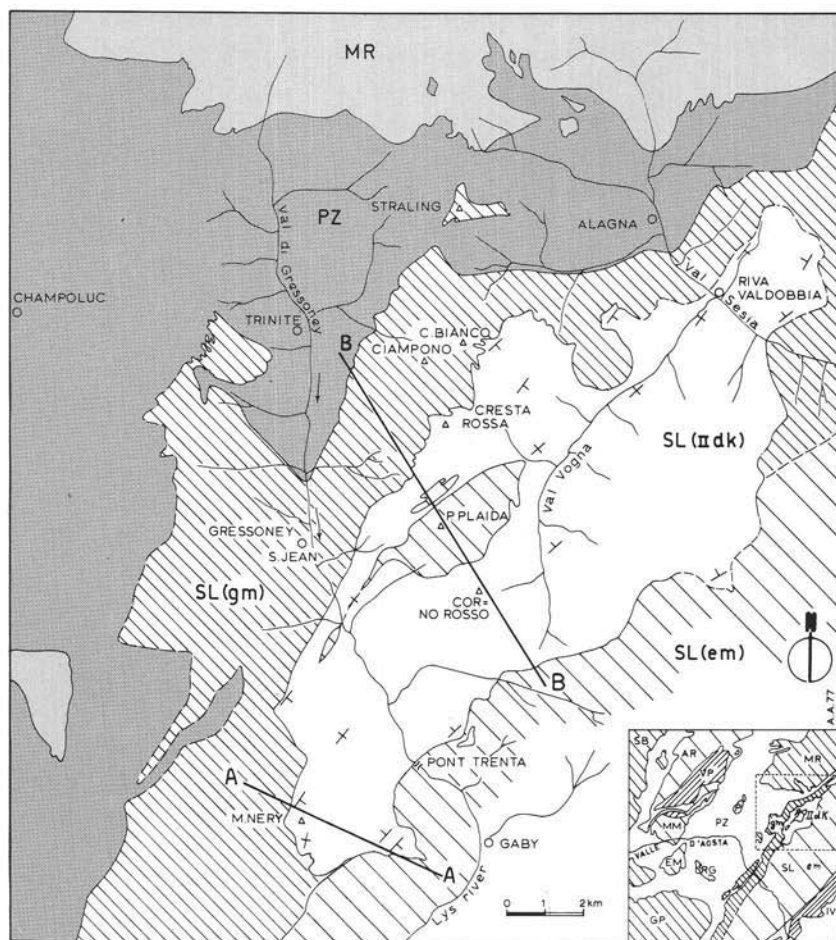 MR
PZ
STRALING
ALAGNA
Val di Gressoney
Val Sesia
RIVA
VALDOBBIA
CHAMPOLUC
TRINITE
B
C.BIANCO
CIAMPONO
CRESTA
ROSSA
SL(IIdk)
Val Vogna
P.PLAIDA
GRESSONEY
S.JEAN
SL(gm)
COR=
NO ROSSO
SL(em)
N
B
A.A.77
PONT TRENTA
A
M.NERY
GABY
A
Lys river
0 1 2km
SB
AR
VP
MR
MM
PZ
gm
IIdk
VALLE D'AOSTA
EM
RG
SL em
GP
IV